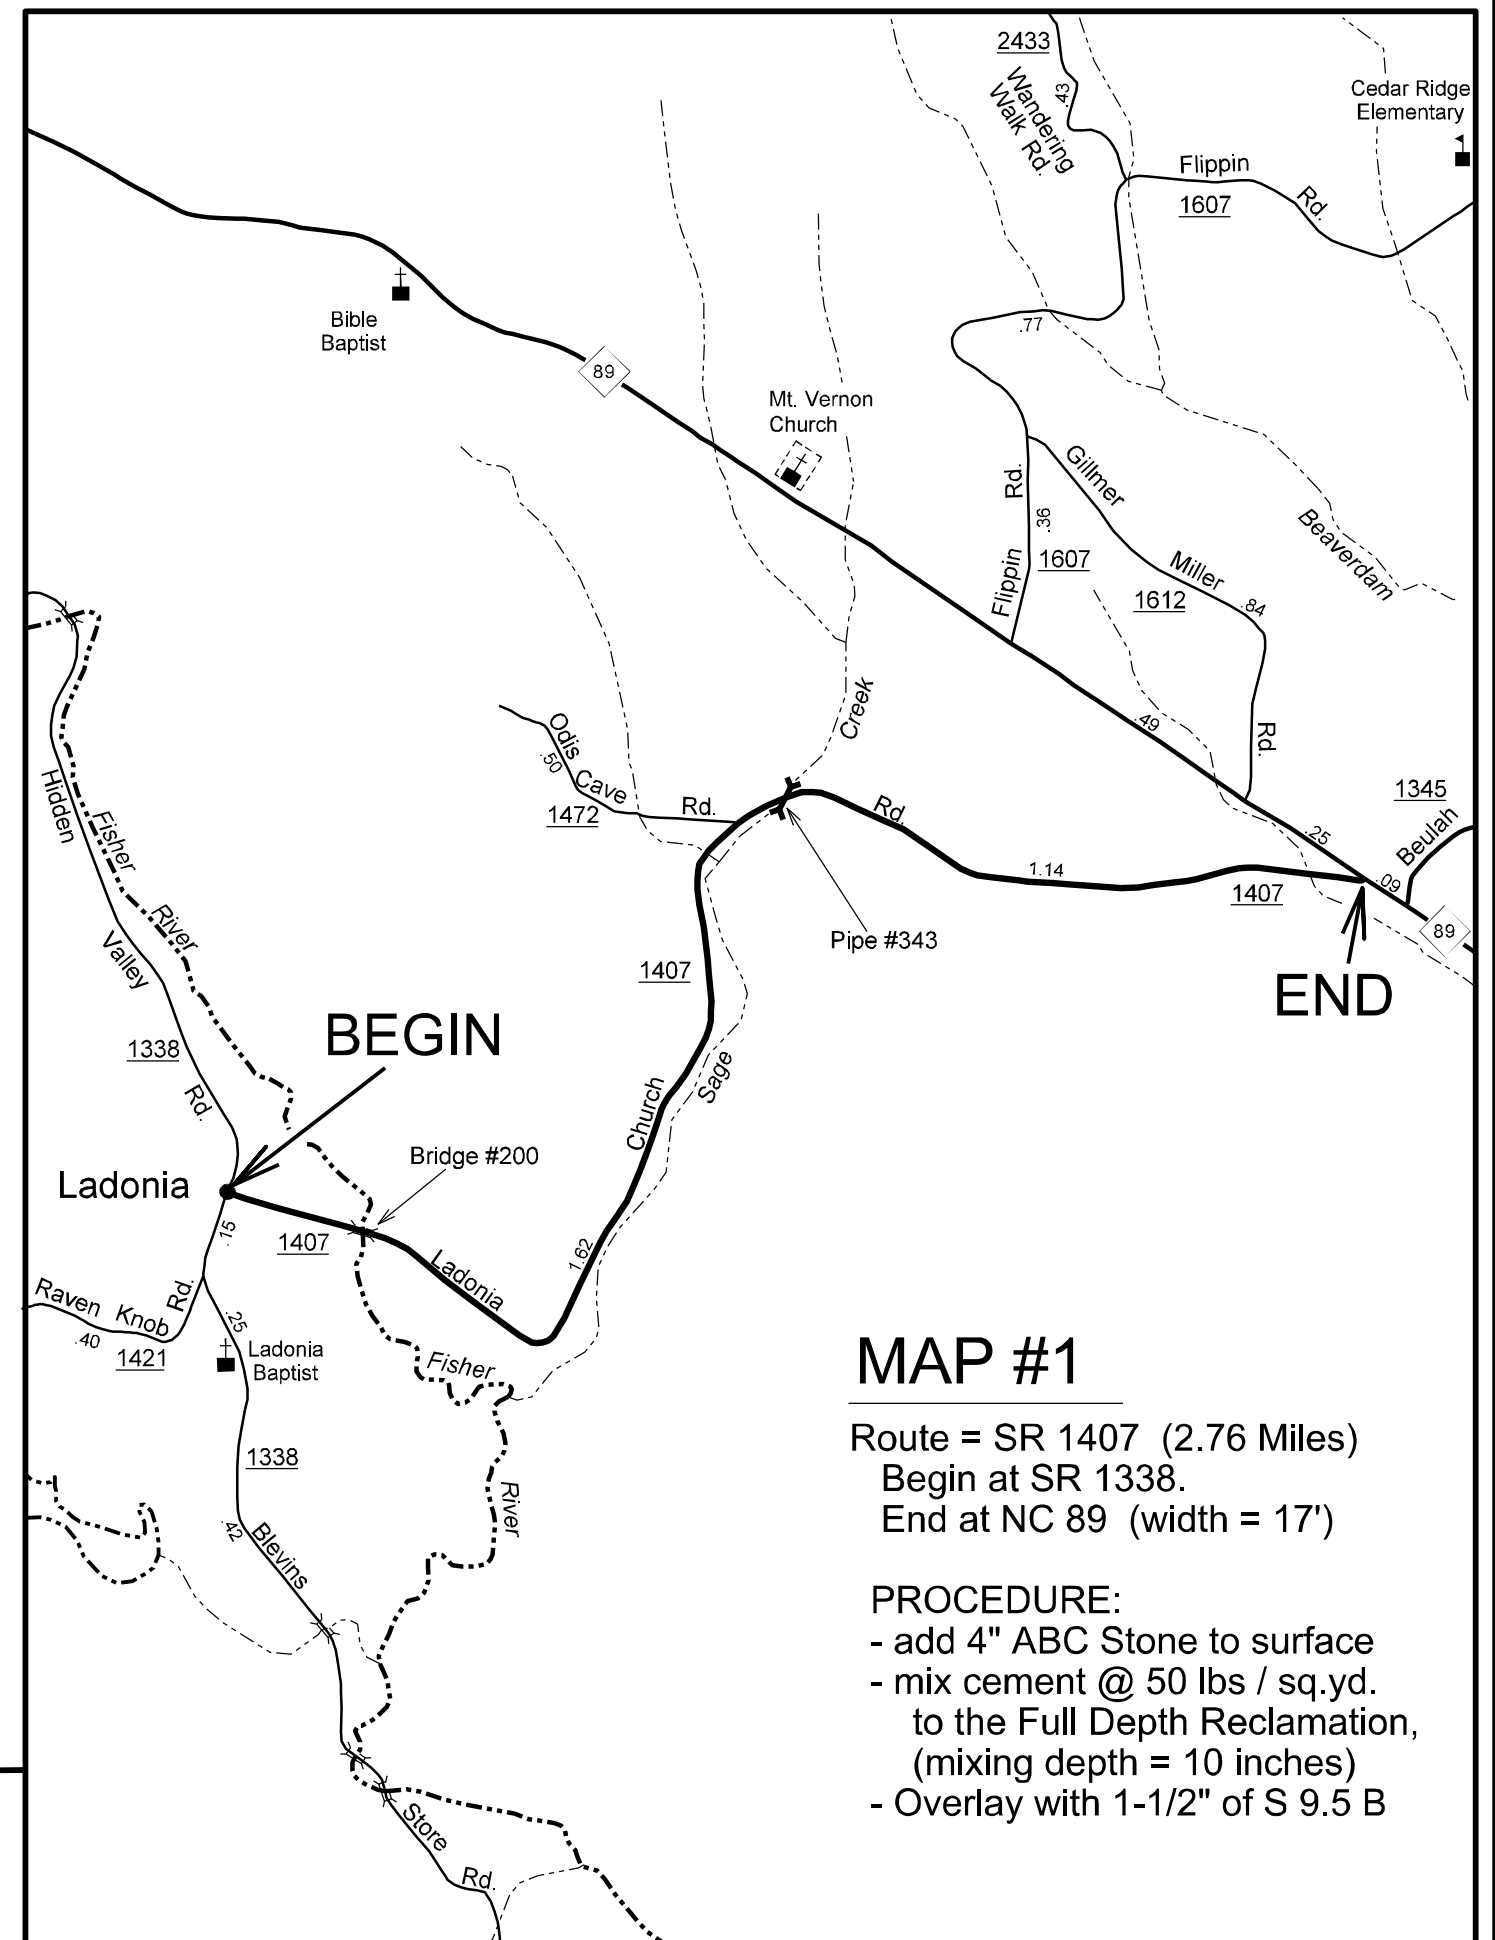 2433
Wandering
Walk Rd.
.43
Cedar Ridge
Elementary
Flippin
Rd.
1607
Bible
Baptist
.77
89
Mt. Vernon
Church
Gillmer
Rd.
.36
Flippin
1607
Miller
1612
.84
Beaverdam
Creek
.49
Rd.
Odis
.50
Cave
Rd.
1472
Rd.
1345
Beulah
.25
.09
1.14
1407
89
Hidden
Fisher
River
Valley
Pipe #343
1407
END
BEGIN
1338
Rd.
Sage
Church
Bridge #200
Ladonia
.15
1407
Ladonia
1.62
Raven
Knob
Rd.
.40
1421
.25
Ladonia
Baptist
Fisher
River
1338
.42
Blevins
Store
Rd.
MAP #1
Route = SR 1407 (2.76 Miles)
Begin at SR 1338.
End at NC 89 (width = 17')
PROCEDURE:
- add 4" ABC Stone to surface
- mix cement @ 50 lbs / sq.yd.
to the Full Depth Reclamation,
(mixing depth = 10 inches)
- Overlay with 1-1/2" of S 9.5 B